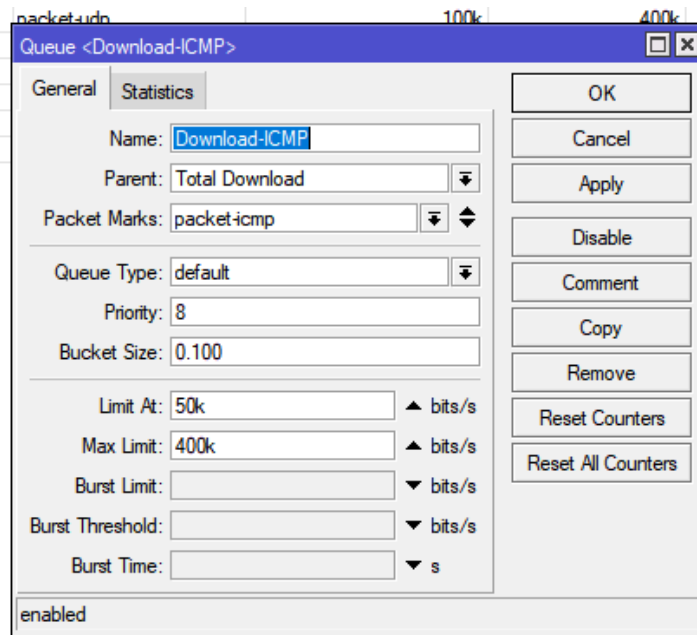 packet-udp 100k 400k
Queue <Download-ICMP>
General Statistics
Name: Download-ICMP
Parent: Total Download
Packet Marks: packet-icmp
Queue Type: default
Priority: 8
Bucket Size: 0.100
Limit At: 50k bits/s
Max Limit: 400k bits/s
Burst Limit: bits/s
Burst Threshold: bits/s
Burst Time: s
OK
Cancel
Apply
Disable
Comment
Copy
Remove
Reset Counters
Reset All Counters
enabled